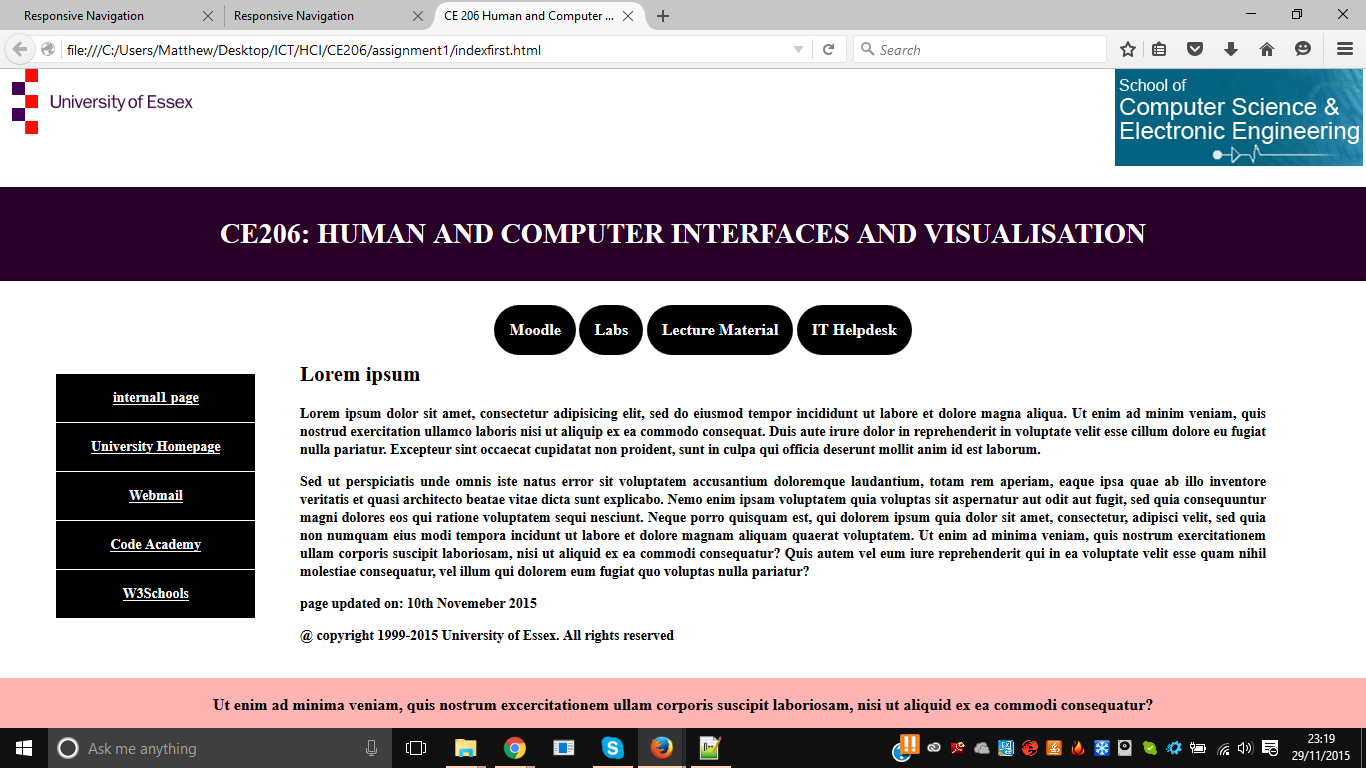 Responsive Navigation
Responsive Navigation
CE 206 Human and Computer ...
file:///C:/Users/Matthew/Desktop/ICT/HCI/CE206/assignment1/indexfirst.html
Search
University of Essex
School of
Computer Science &
Electronic Engineering
CE206: HUMAN AND COMPUTER INTERFACES AND VISUALISATION
Moodle
Labs
Lecture Material
IT Helpdesk
internal1 page
University Homepage
Webmail
Code Academy
W3Schools
Lorem ipsum
Lorem ipsum dolor sit amet, consectetur adipisicing elit, sed do eiusmod tempor incididunt ut labore et dolore magna aliqua. Ut enim ad minim veniam, quis
nostrud exercitation ullamco laboris nisi ut aliquip ex ea commodo consequat. Duis aute irure dolor in reprehenderit in voluptate velit esse cillum dolore eu fugiat
nulla pariatur. Excepteur sint occaecat cupidatat non proident, sunt in culpa qui officia deserunt mollit anim id est laborum.
Sed ut perspiciatis unde omnis iste natus error sit voluptatem accusantium doloremque laudantium, totam rem aperiam, eaque ipsa quae ab illo inventore
veritatis et quasi architecto beatae vitae dicta sunt explicabo. Nemo enim ipsam voluptatem quia voluptas sit aspernatur aut odit aut fugit, sed quia consequuntur
magni dolores eos qui ratione voluptatem sequi nesciunt. Neque porro quisquam est, qui dolorem ipsum quia dolor sit amet, consectetur, adipisci velit, sed quia
non numquam eius modi tempora incidunt ut labore et dolore magnam aliquam quaerat voluptatem. Ut enim ad minima veniam, quis nostrum exercitationem
ullam corporis suscipit laboriosam, nisi ut aliquid ex ea commodi consequatur? Quis autem vel eum iure reprehenderit qui in ea voluptate velit esse quam nihil
molestiae consequatur, vel illum qui dolorem eum fugiat quo voluptas nulla pariatur?
page updated on: 10th Novemeber 2015
@ copyright 1999-2015 University of Essex. All rights reserved
Ut enim ad minima veniam, quis nostrum excercitationem ullam corporis suscipit laboriosam, nisi ut aliquid ex ea commodi consequatur?
Ask me anything
23:19
29/11/2015